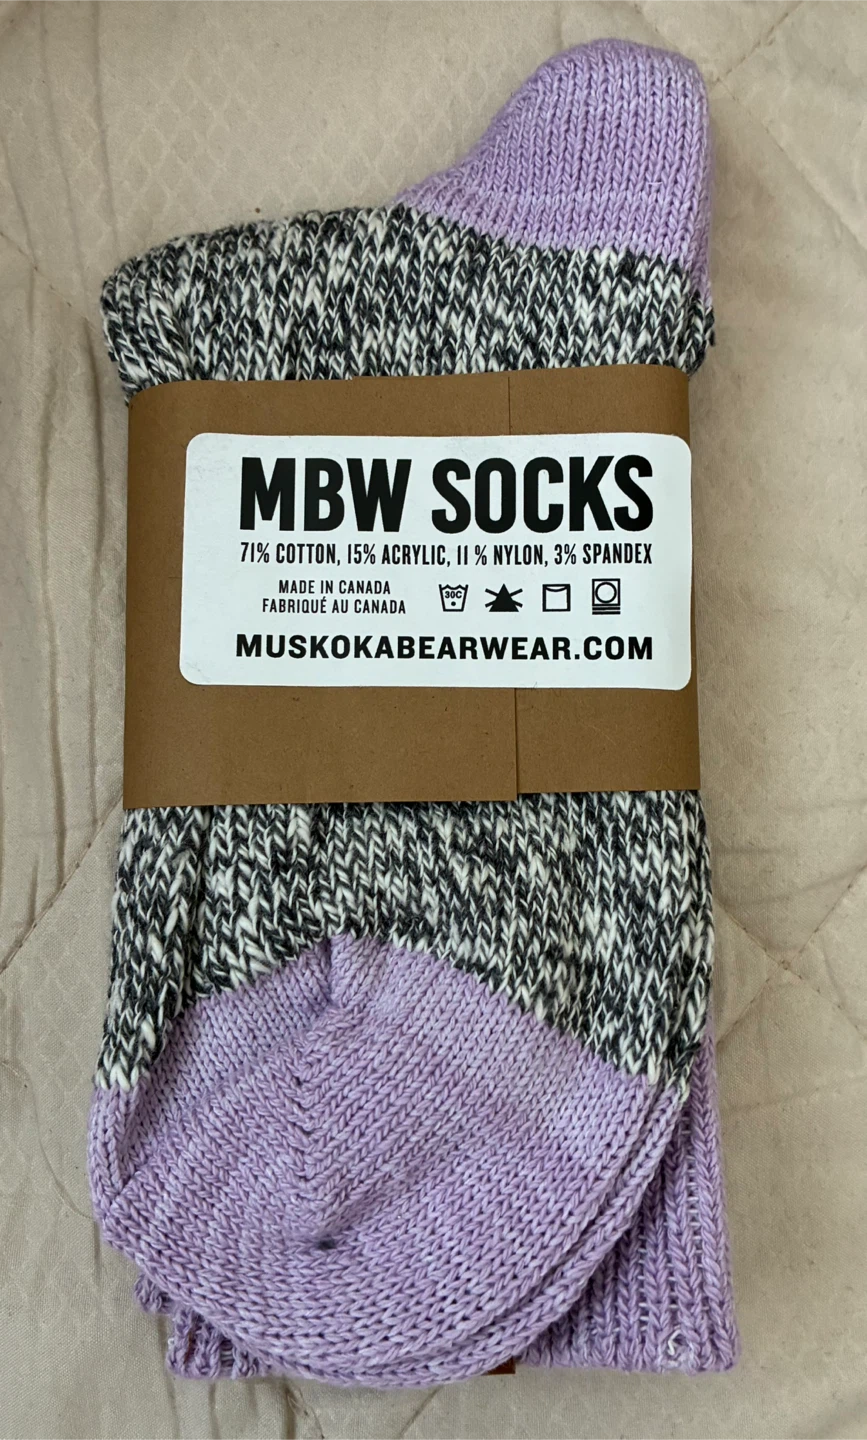 MBW SOCKS
71% COTTON, 15% ACRYLIC, 11 % NYLON, 3% SPANDEX
MADE IN CANADA
FABRIQUÉ AU CANADA
30C
MUSKOKABEARWEAR.COM